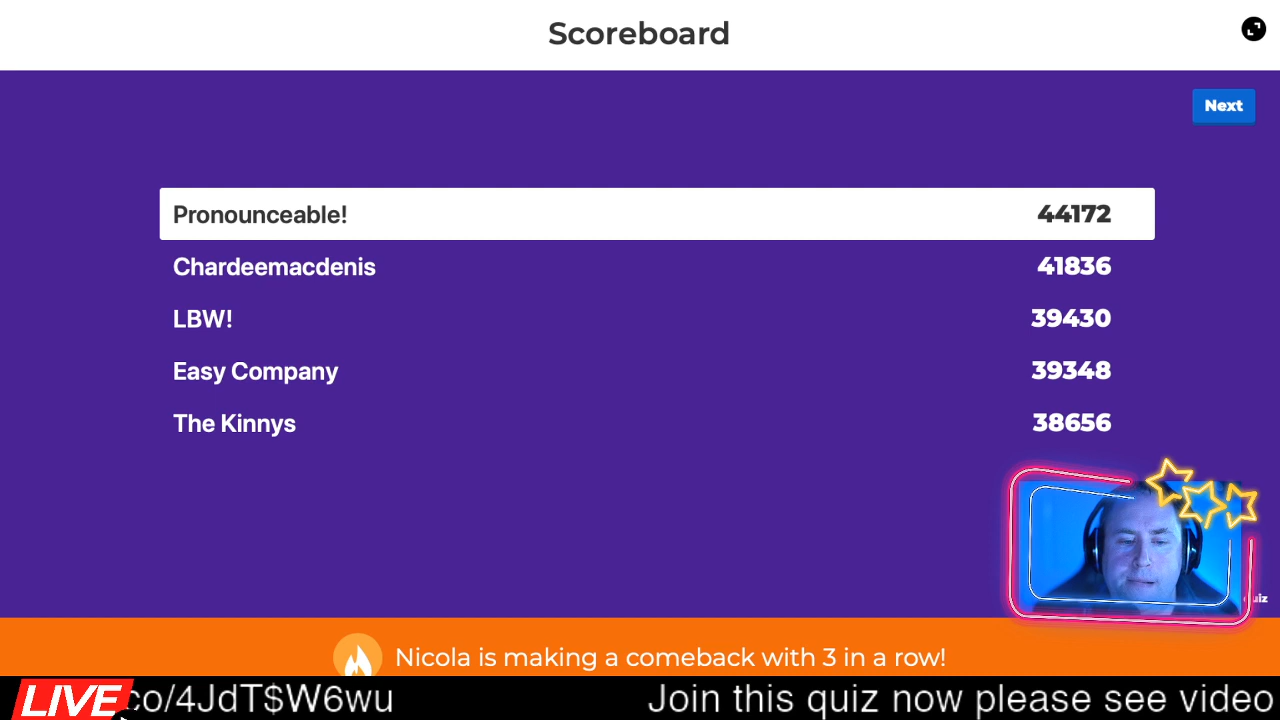 Scoreboard
Next
Pronounceable! 44172
Chardeemacdenis 41836
LBW! 39430
Easy Company 39348
The Kinnys 38656
Nicola is making a comeback with 3 in a row!
LIVE co/4JdT$W6wu Join this quiz now please see video